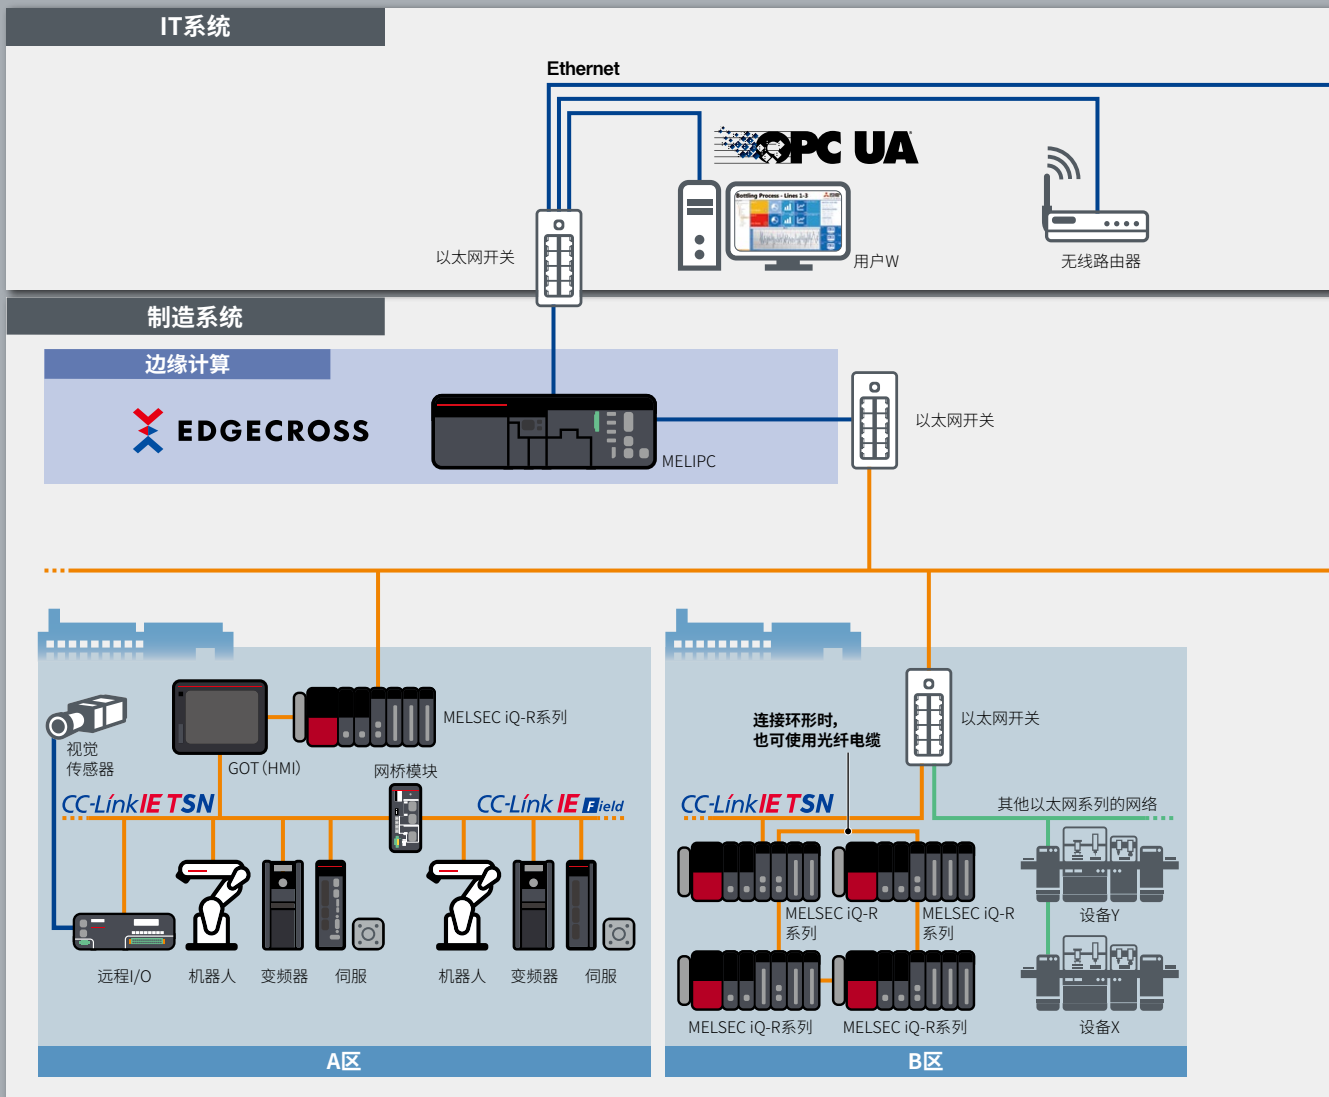 IT系统
Ethernet
OPC UA
Bottling Process - Lines 1-3
以太网开关
用户W
无线路由器
制造系统
边缘计算
EDGECROSS
MELIPC
以太网开关
MELSEC iQ-R系列
视觉
传感器
GOT(HMI)
网桥模块
CC-Link IE TSN
CC-Link IE Field
远程I/O
机器人
变频器
伺服
机器人
变频器
伺服
A区
连接环形时,
也可使用光纤电缆
以太网开关
CC-Link IE TSN
其他以太网系列的网络
MELSEC iQ-R
系列
MELSEC iQ-R
系列
设备Y
MELSEC iQ-R系列
MELSEC iQ-R系列
设备X
B区